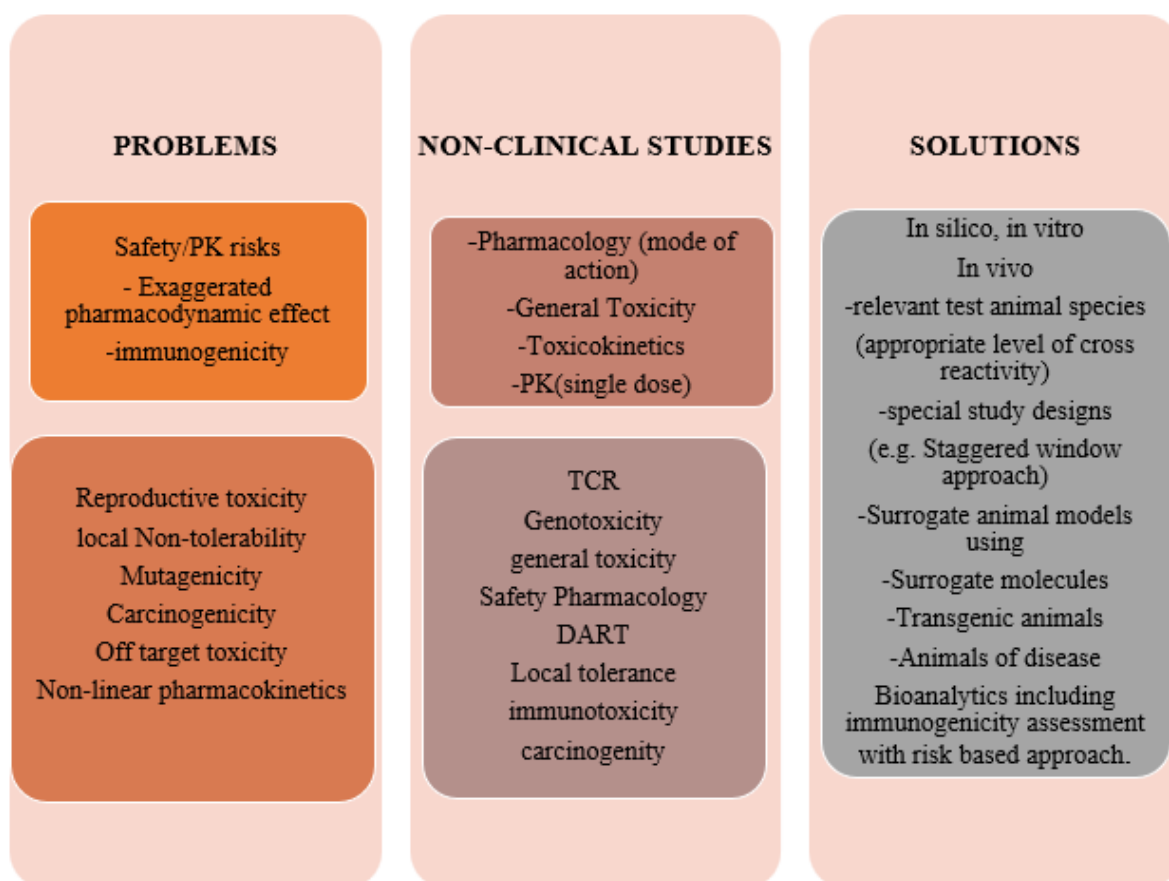 PROBLEMS
Safety/PK risks
- Exaggerated
pharmacodynamic effect
-immunogenicity
Reproductive toxicity
local Non-tolerability
Mutagenicity
Carcinogenicity
Off target toxicity
Non-linear pharmacokinetics
NON-CLINICAL STUDIES
-Pharmacology (mode of
action)
-General Toxicity
-Toxicokinetics
-PK(single dose)
TCR
Genotoxicity
general toxicity
Safety Pharmacology
DART
Local tolerance
immunotoxicity
carcinogenity
SOLUTIONS
In silico, in vitro
In vivo
-relevant test animal species
(appropriate level of cross
reactivity)
-special study designs
(e.g. Staggered window
approach)
-Surrogate animal models
using
-Surrogate molecules
-Transgenic animals
-Animals of disease
Bioanalytics including
immunogenicity assessment
with risk based approach.